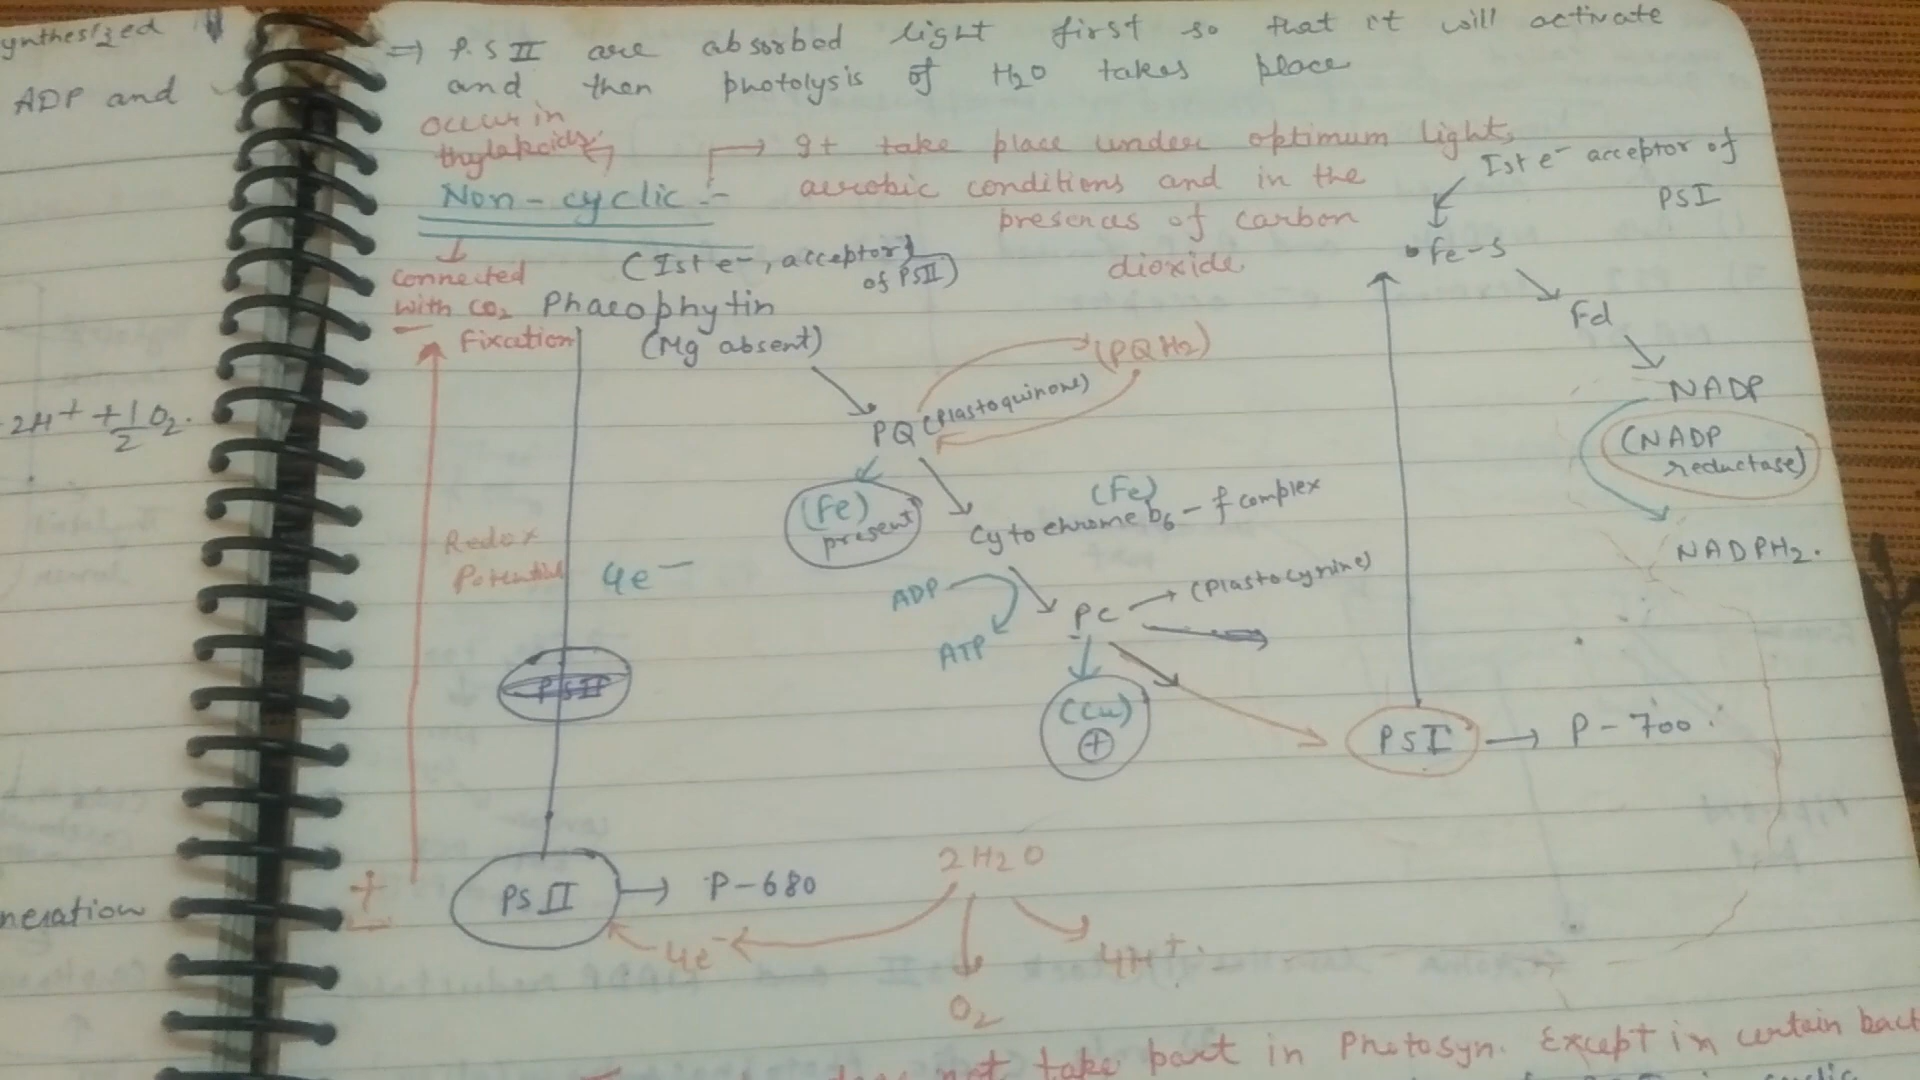 ynthesized
ADP and
2H+ + 1/2 O2.
neration
=> P.S II are absorbed light first so that it will activate
and then photolysis of H2O takes place
occur in
thylakoids
Non-cyclic :-
→ It take place under optimum light,
aerobic conditions and in the
presences of carbon
dioxide.
Ist e- acceptor of
PSI
connected
with CO2
Fixation
(Ist e-, acceptor
of PSII)
Phaeophytin
(Mg absent)
(PQH2)
PQ (Plastoquinone)
(Fe)
present
(Fe)
Cytochrome b6-f complex
Fe-S
Fd
NADP
(NADP
reductase)
NADPH2.
Redox
Potential
4e-
ADP
ATP
PC → (Plastocynine)
(Cu)
+
PSII
PSI → P-700.
+
PS II → P-680
2H2O
4e-
4H+
O2
not take part in Photosyn. Except in certain bact